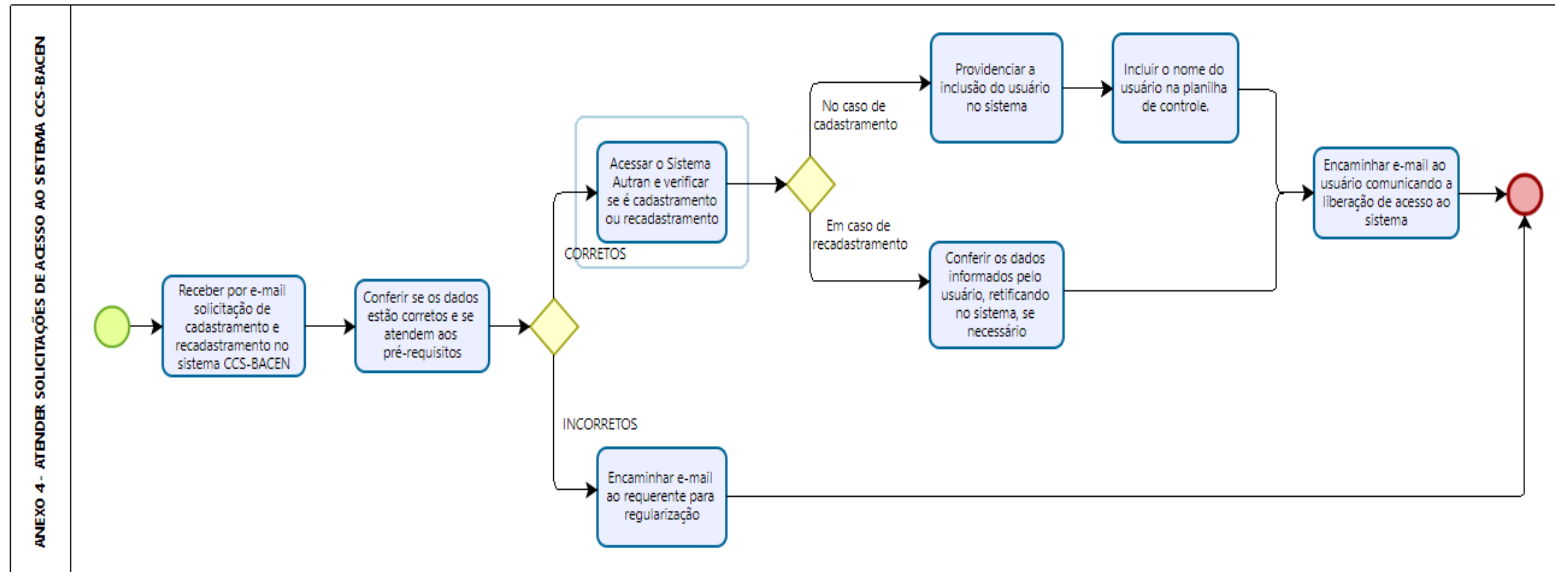 ANEXO 4 - ATENDER SOLICITAÇÕES DE ACESSO AO SISTEMA CCS-BACEN
Receber por e-mail
solicitação de
cadastramento e
recadastramento no
sistema CCS-BACEN
Conferir se os dados
estão corretos e se
atendem aos
pré-requisitos
CORRETOS
Acessar o Sistema
Autran e verificar
se é cadastramento
ou recadastramento
No caso de
cadastramento
Providenciar a
inclusão do usuário
no sistema
Incluir o nome do
usuário na planilha
de controle.
Em caso de
recadastramento
Conferir os dados
informados pelo
usuário, retificando
no sistema, se
necessário
Encaminhar e-mail ao
usuário comunicando a
liberação de acesso ao
sistema
INCORRETOS
Encaminhar e-mail
ao requerente para
regularização